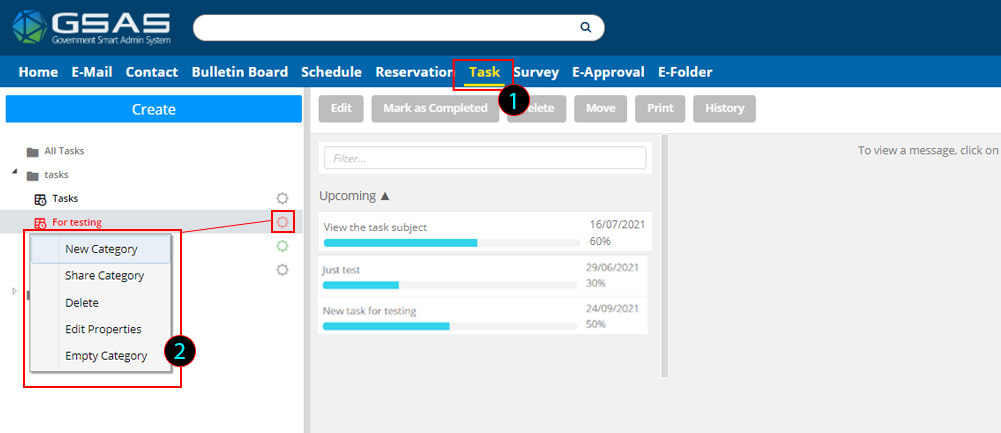 GSAS
Government Smart Admin System
Home E-Mail Contact Bulletin Board Schedule Reservation Task Survey E-Approval E-Folder
1
Create
Edit Mark as Completed Delete Move Print History
All Tasks
tasks
Tasks
For testing
New Category
Share Category
Delete
Edit Properties
Empty Category
2
Filter...
Upcoming ▲
View the task subject 16/07/2021
60%
Just test 29/06/2021
30%
New task for testing 24/09/2021
50%
To view a message, click on